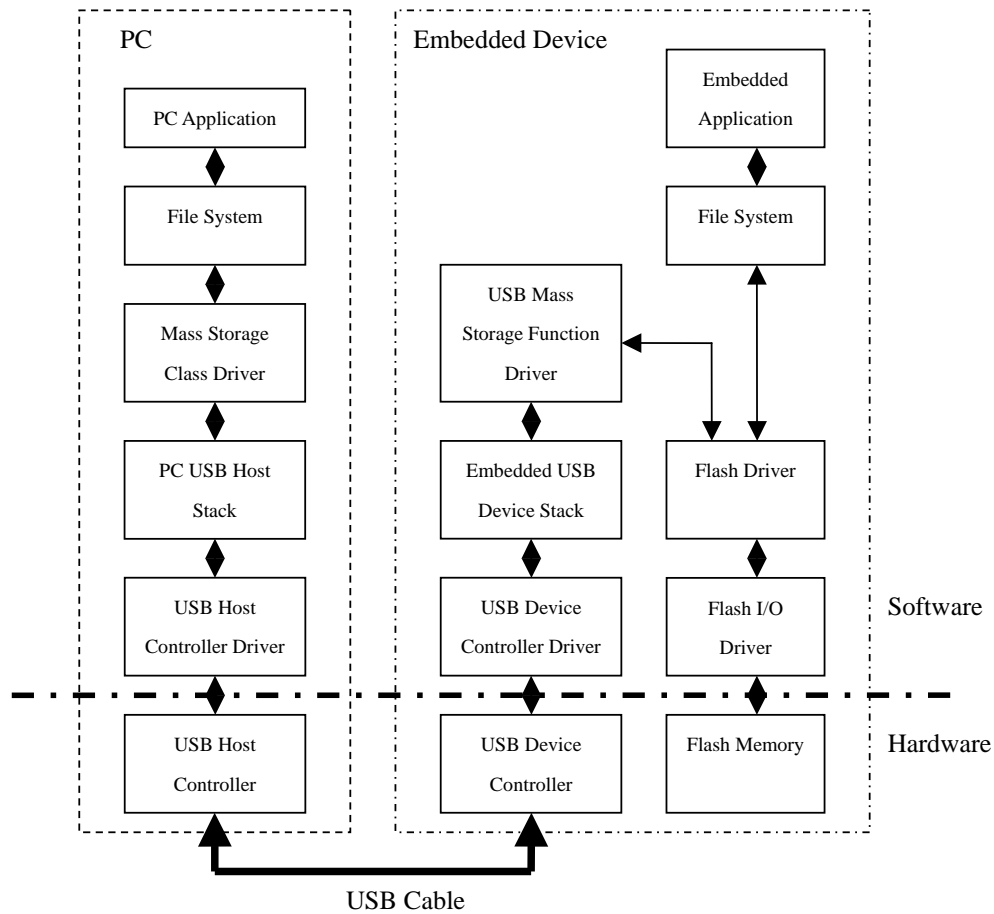 PC
PC Application
File System
Mass Storage
Class Driver
PC USB Host
Stack
USB Host
Controller Driver
USB Host
Controller
Embedded Device
USB Mass
Storage Function
Driver
Embedded USB
Device Stack
USB Device
Controller Driver
USB Device
Controller
Embedded
Application
File System
Flash Driver
Flash I/O
Driver
Flash Memory
Software
Hardware
USB Cable